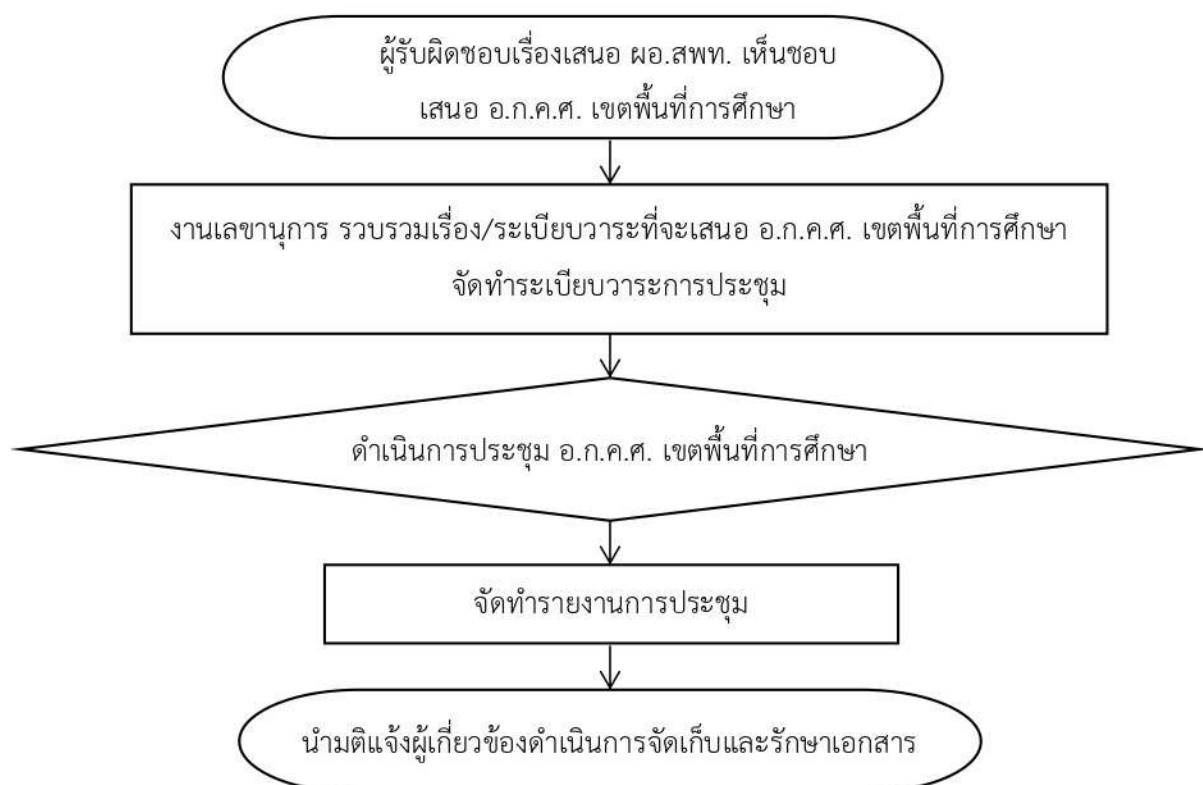 ผู้รับผิดชอบเรื่องเสนอ ผอ.สพท. เห็นชอบ
เสนอ อ.ก.ค.ศ. เขตพื้นที่การศึกษา
งานเลขานุการ รวบรวมเรื่อง/ระเบียบวาระที่จะเสนอ อ.ก.ค.ศ. เขตพื้นที่การศึกษา
จัดทำระเบียบวาระการประชุม
ดำเนินการประชุม อ.ก.ค.ศ. เขตพื้นที่การศึกษา
จัดทำรายงานการประชุม
นำมติแจ้งผู้เกี่ยวข้องดำเนินการจัดเก็บและรักษาเอกสาร